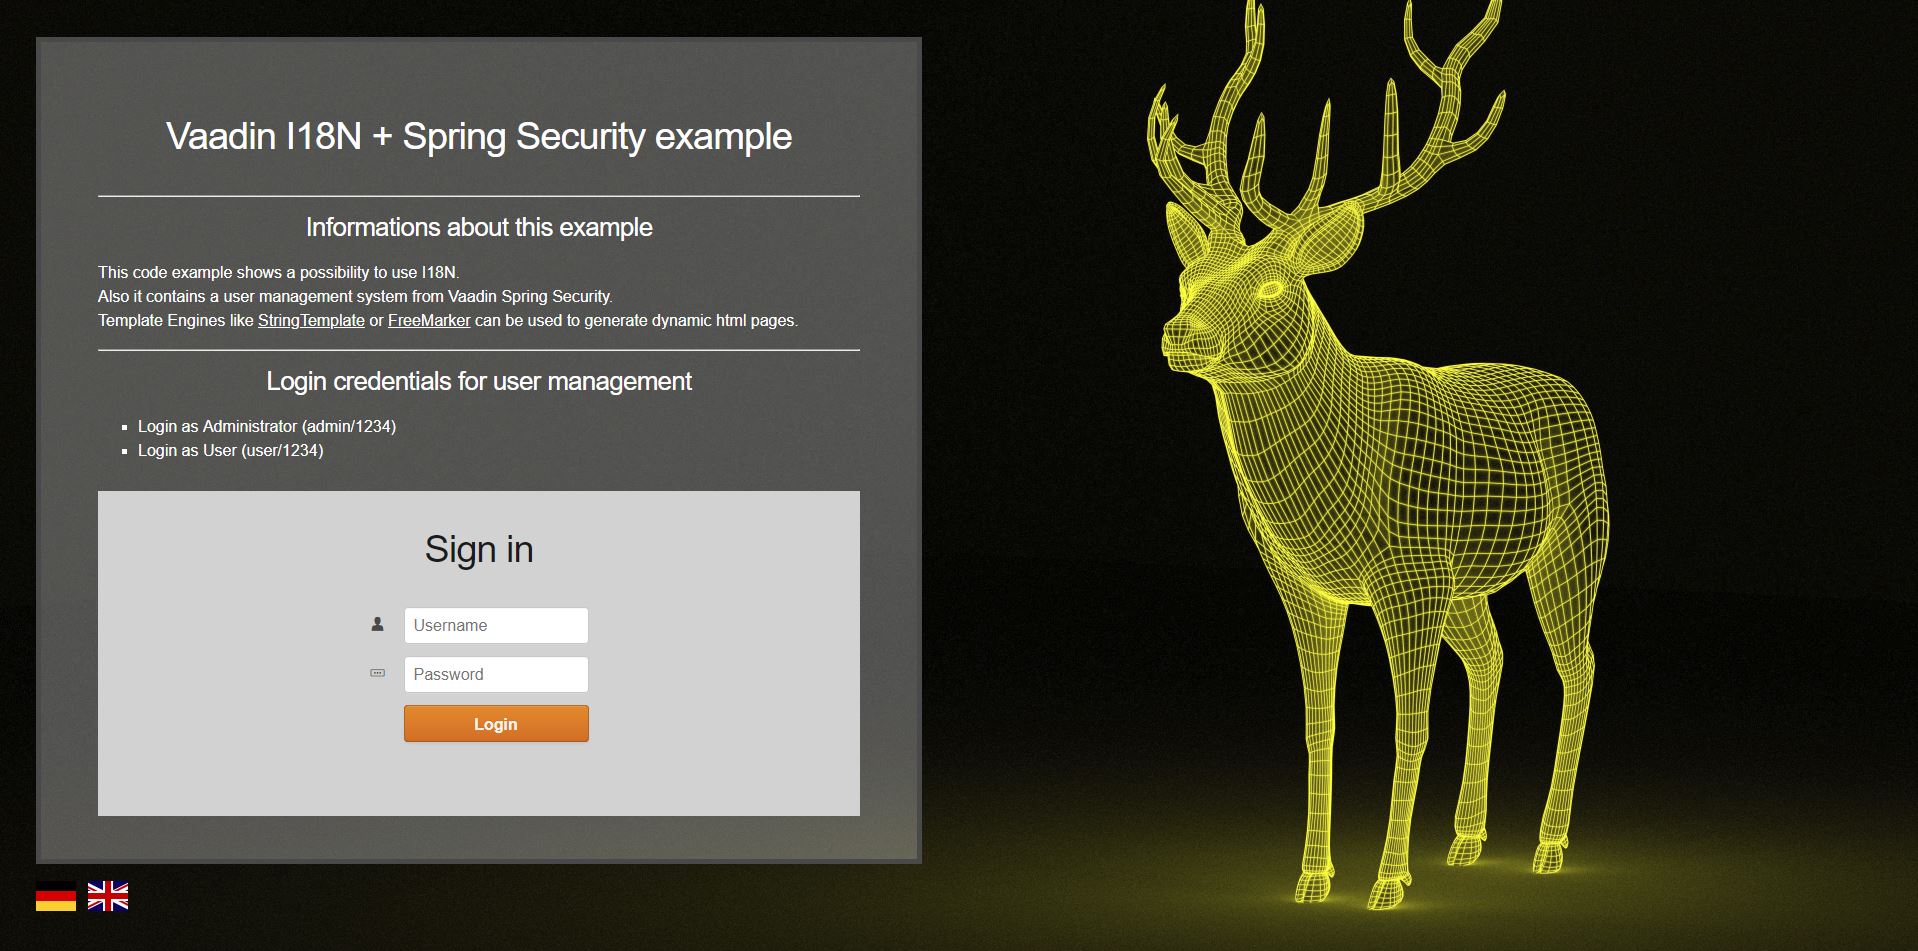 Vaadin I18N + Spring Security example
Informations about this example
This code example shows a possibility to use I18N.
Also it contains a user management system from Vaadin Spring Security.
Template Engines like StringTemplate or FreeMarker can be used to generate dynamic html pages.
Login credentials for user management
Login as Administrator (admin/1234)
Login as User (user/1234)
Sign in
Username
Password
Login